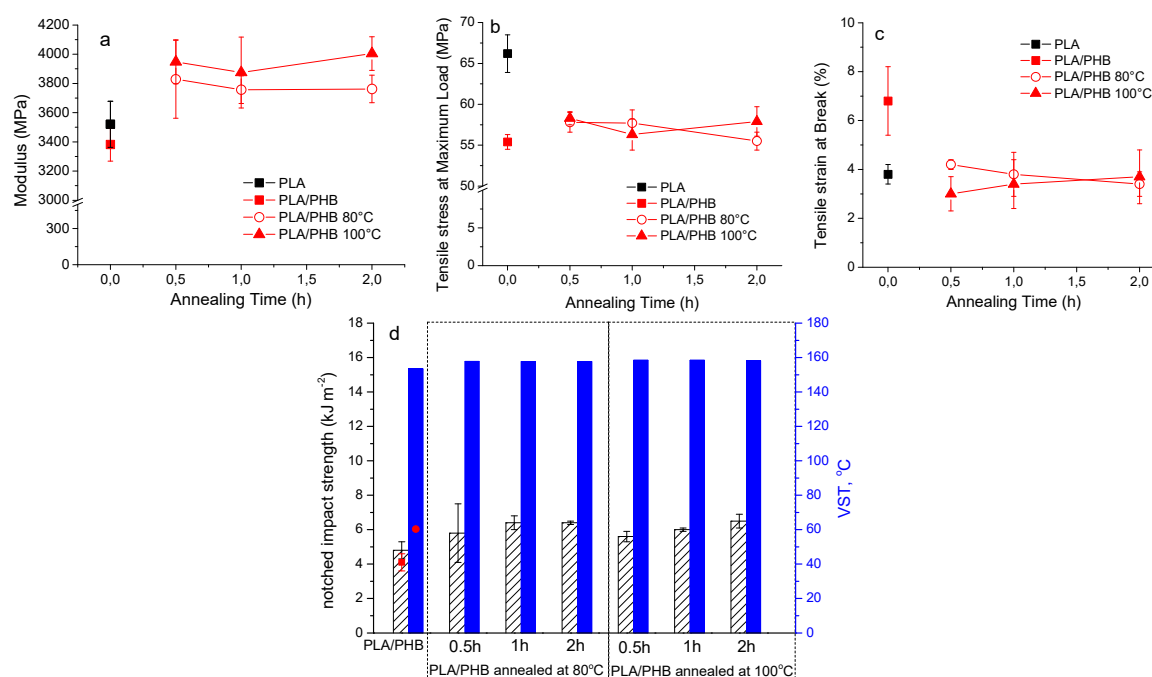 a
Modulus (MPa)
4200
4000
3800
3600
3400
3200
3000
300
0
0,0
0,5
1,0
1,5
2,0
Annealing Time (h)
PLA
PLA/PHB
PLA/PHB 80°C
PLA/PHB 100°C
b
Tensile stress at Maximum Load (MPa)
70
65
60
55
50
5
0
0,0
0,5
1,0
1,5
2,0
Annealing Time (h)
PLA
PLA/PHB
PLA/PHB 80°C
PLA/PHB 100°C
c
Tensile strain at Break (%)
10
8
6
4
2
0
0,0
0,5
1,0
1,5
2,0
Annealing Time (h)
PLA
PLA/PHB
PLA/PHB 80°C
PLA/PHB 100°C
d
notched impact strength (kJ m⁻²)
18
16
14
12
10
8
6
4
2
0
180
160
140
120
100
80
60
40
20
0
VST, °C
PLA/PHB
0.5h
1h
2h
0.5h
1h
2h
PLA/PHB annealed at 80°C
PLA/PHB annealed at 100°C